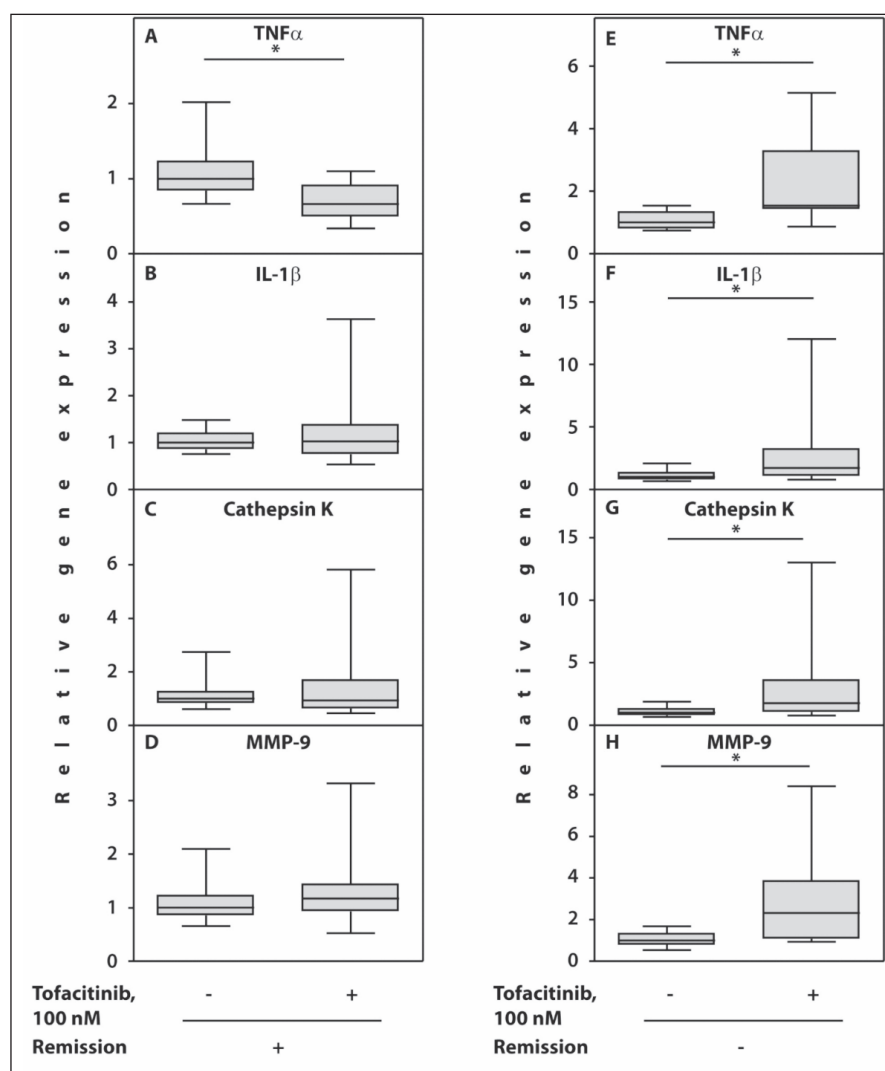 A TNFα
*
2
1
0
B IL-1β
4
3
2
1
0
C Cathepsin K
6
4
2
0
D MMP-9
3
2
1
0
Relative gene expression
Tofacitinib, - +
100 nM
Remission +
E TNFα
*
6
4
2
0
F IL-1β
*
15
10
5
0
G Cathepsin K
*
15
10
5
0
H MMP-9
*
8
6
4
2
0
Relative gene expression
Tofacitinib, - +
100 nM
Remission -